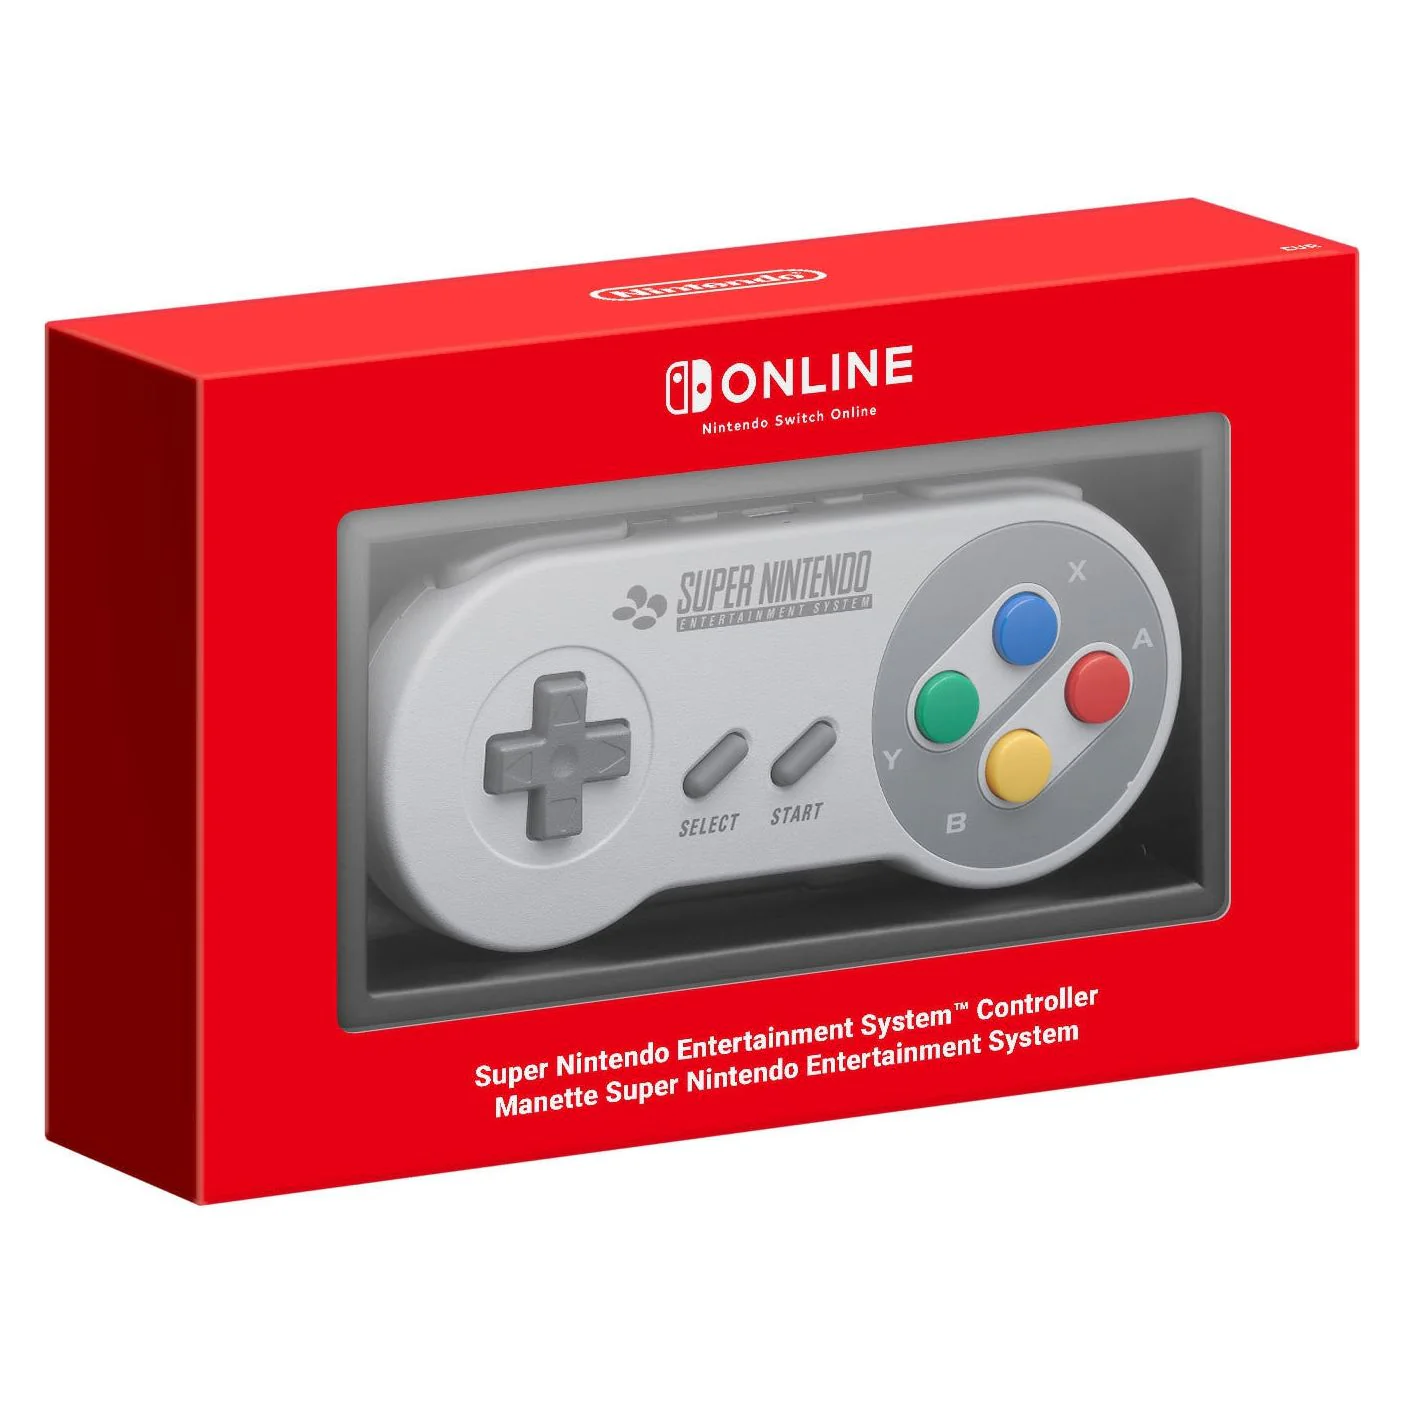 Nintendo
EUR
ONLINE
Nintendo Switch Online
SUPER NINTENDO
ENTERTAINMENT SYSTEM
X
A
Y
B
SELECT
START
Super Nintendo Entertainment System™ Controller
Manette Super Nintendo Entertainment System